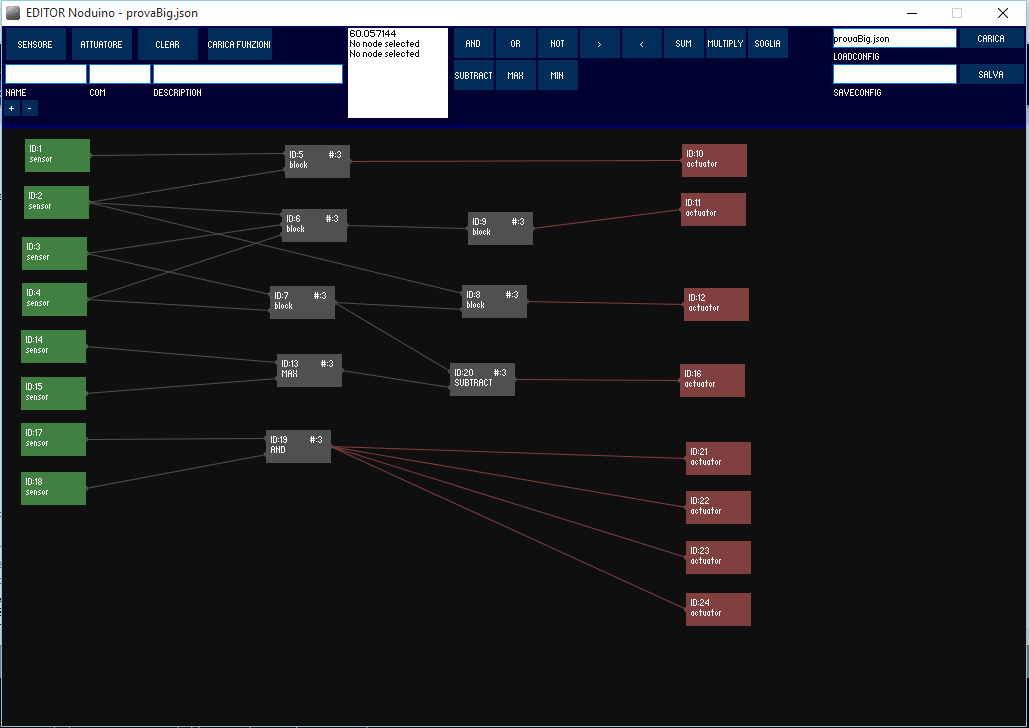 EDITOR Noduino - provaBig.json
SENSORE
ATTUATORE
CLEAR
CARICA FUNZIONI
60.057144
No node selected
No node selected
AND
OR
NOT
>
<
SUM
MULTIPLY
SOGLIA
SUBTRACT
MAX
MIN
provaBig.json
CARICA
LOADCONFIG
SALVA
SAVECONFIG
NAME
COM
DESCRIPTION
+
-
ID:1
sensor
ID:2
sensor
ID:3
sensor
ID:4
sensor
ID:14
sensor
ID:15
sensor
ID:17
sensor
ID:18
sensor
ID:5 #:3
block
ID:6 #:3
block
ID:7 #:3
block
ID:13 #:3
MAX
ID:19 #:3
AND
ID:9 #:3
block
ID:8 #:3
block
ID:20 #:3
SUBTRACT
ID:10
actuator
ID:11
actuator
ID:12
actuator
ID:16
actuator
ID:21
actuator
ID:22
actuator
ID:23
actuator
ID:24
actuator